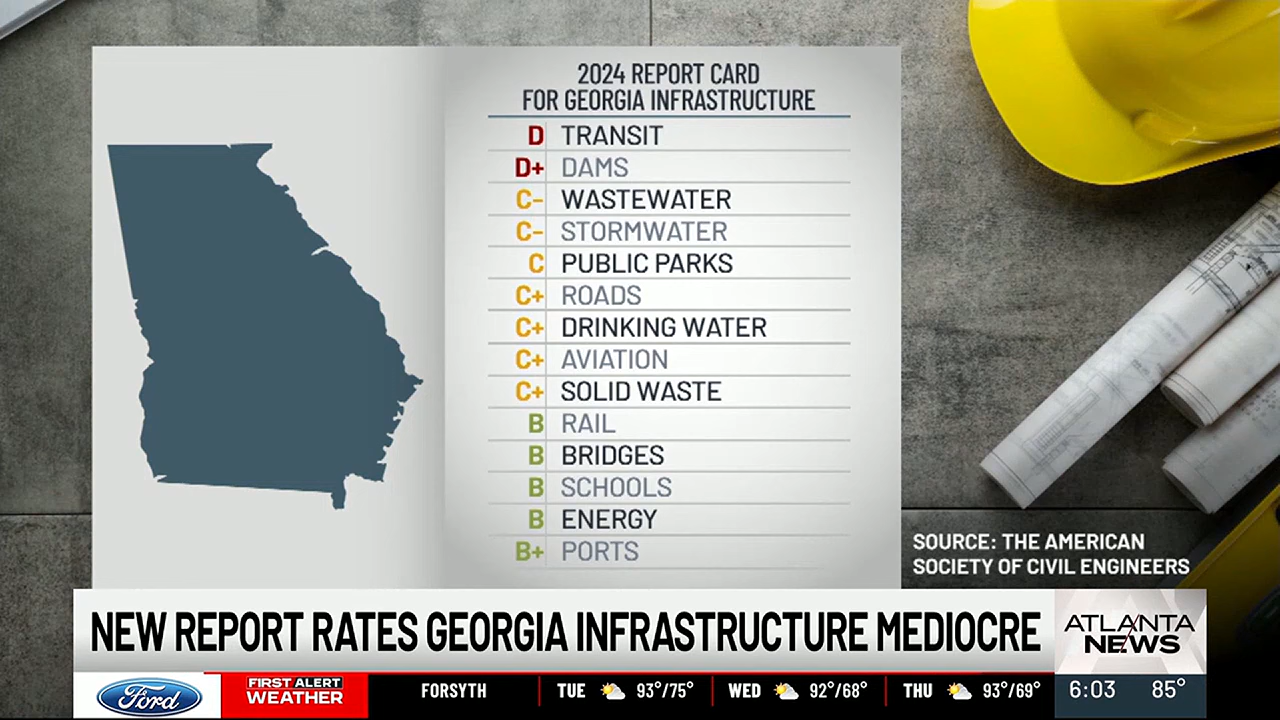 2024 REPORT CARD
FOR GEORGIA INFRASTRUCTURE
D TRANSIT
D+ DAMS
C- WASTEWATER
C- STORMWATER
C PUBLIC PARKS
C+ ROADS
C+ DRINKING WATER
C+ AVIATION
C+ SOLID WASTE
B RAIL
B BRIDGES
B SCHOOLS
B ENERGY
B+ PORTS
SOURCE: THE AMERICAN
SOCIETY OF CIVIL ENGINEERS
NEW REPORT RATES GEORGIA INFRASTRUCTURE MEDIOCRE
ATLANTA
NEWS
Ford
FIRST ALERT
WEATHER
FORSYTH TUE 93°/75° WED 92°/68° THU 93°/69°
6:03 85°